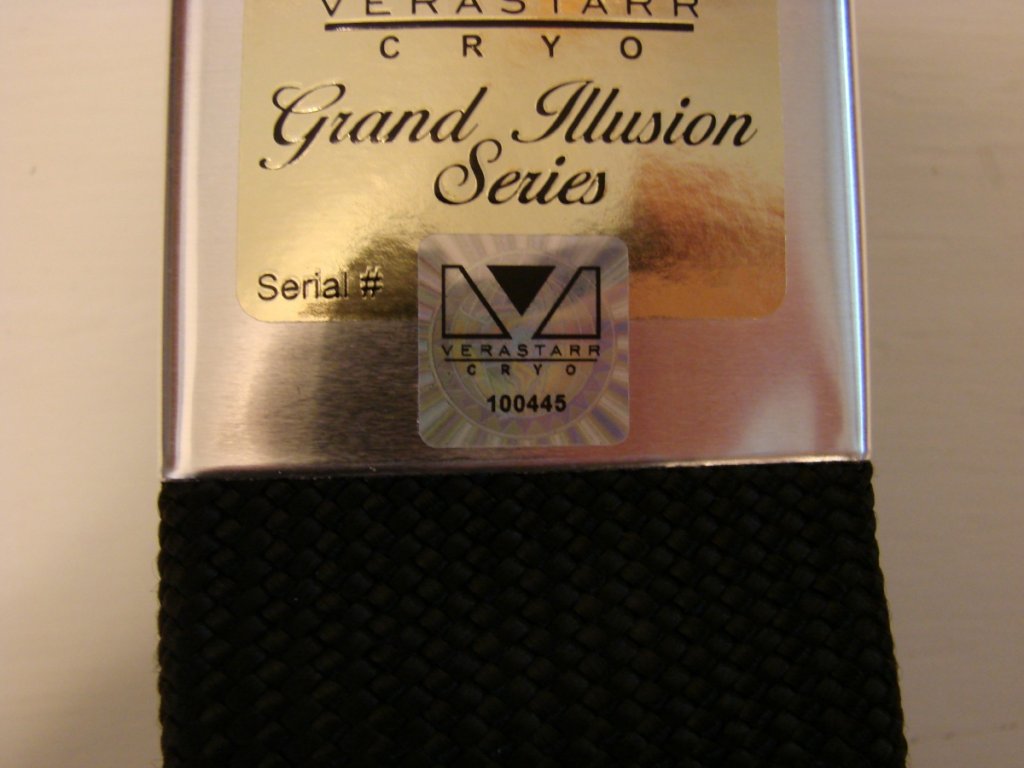 VERASTARR
CRYO
Grand Illusion
Series
Serial #
VERASTARR
CRYO
100445